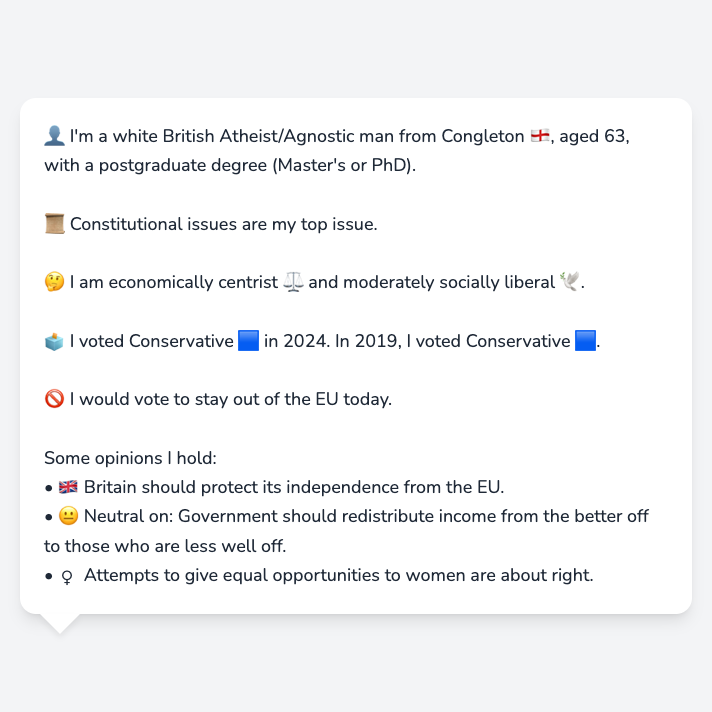 👤 I'm a white British Atheist/Agnostic man from Congleton 🏴󠁧󠁢󠁥󠁮󠁧󠁿, aged 63,
with a postgraduate degree (Master's or PhD).
📜 Constitutional issues are my top issue.
🤔 I am economically centrist ⚖️ and moderately socially liberal 🕊️.
🗳️ I voted Conservative 🟦 in 2024. In 2019, I voted Conservative 🟦.
🚫 I would vote to stay out of the EU today.
Some opinions I hold:
• 🇬🇧 Britain should protect its independence from the EU.
• 😐 Neutral on: Government should redistribute income from the better off
to those who are less well off.
• ♀ Attempts to give equal opportunities to women are about right.